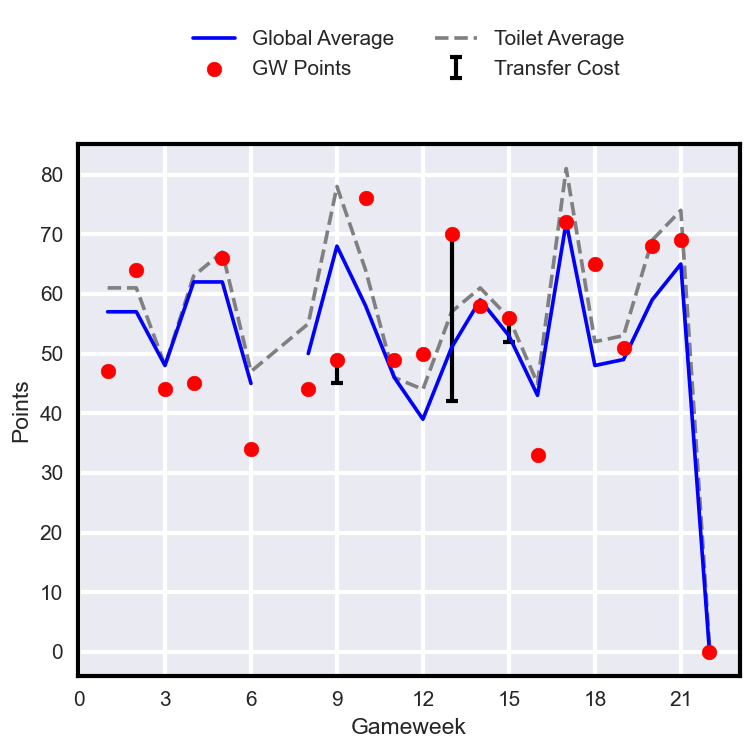 Global Average
Toilet Average
GW Points
Transfer Cost
80
70
60
50
40
30
20
10
0
Points
0 3 6 9 12 15 18 21
Gameweek